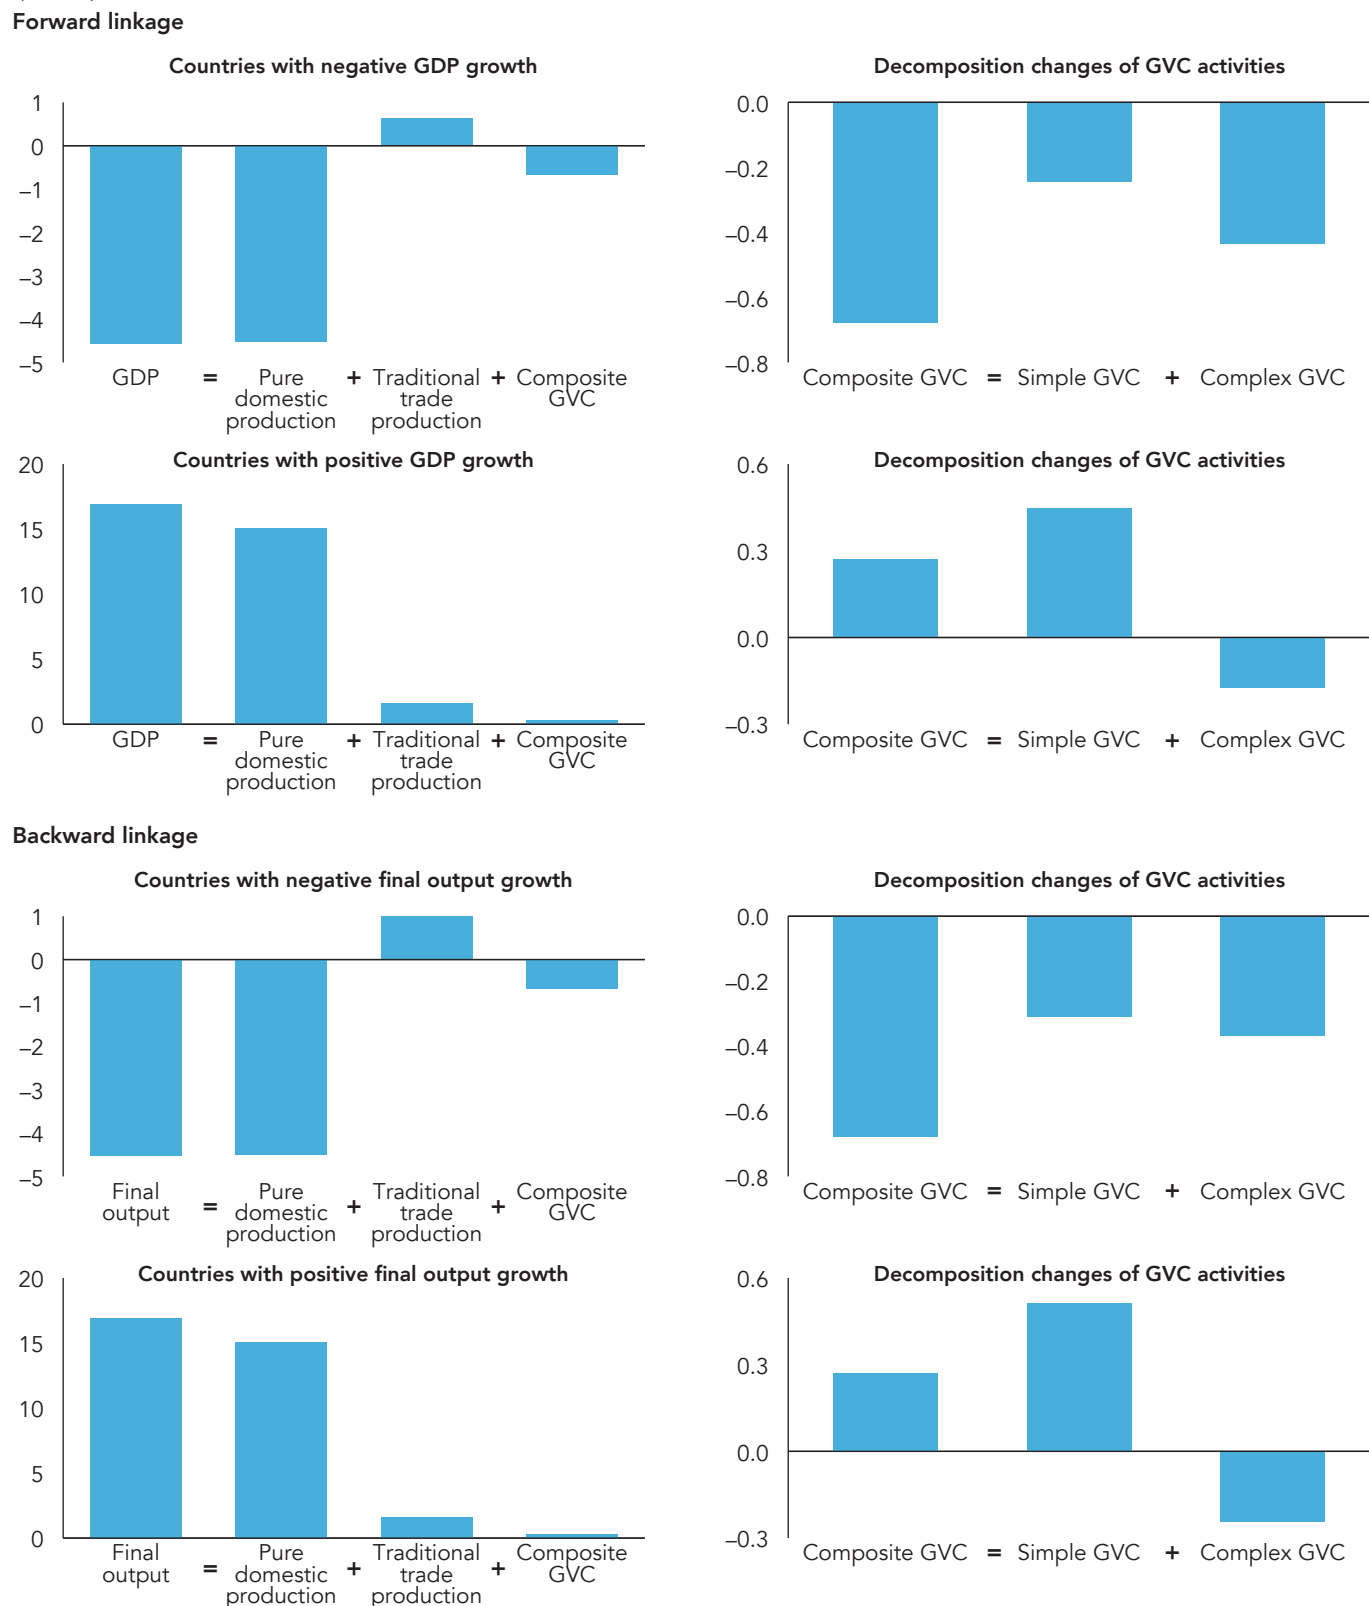 Forward linkage
Countries with negative GDP growth
1
0
–1
–2
–3
–4
–5
GDP = Pure + Traditional + Composite
domestic trade GVC
production production
Decomposition changes of GVC activities
0.0
–0.2
–0.4
–0.6
–0.8
Composite GVC = Simple GVC + Complex GVC
Countries with positive GDP growth
20
15
10
5
0
GDP = Pure + Traditional + Composite
domestic trade GVC
production production
Decomposition changes of GVC activities
0.6
0.3
0.0
–0.3
Composite GVC = Simple GVC + Complex GVC
Backward linkage
Countries with negative final output growth
1
0
–1
–2
–3
–4
–5
Final Pure Traditional Composite
output = domestic + trade + GVC
production production
Decomposition changes of GVC activities
0.0
–0.2
–0.4
–0.6
–0.8
Composite GVC = Simple GVC + Complex GVC
Countries with positive final output growth
20
15
10
5
0
Final Pure Traditional Composite
output = domestic + trade + GVC
production production
Decomposition changes of GVC activities
0.6
0.3
0.0
–0.3
Composite GVC = Simple GVC + Complex GVC